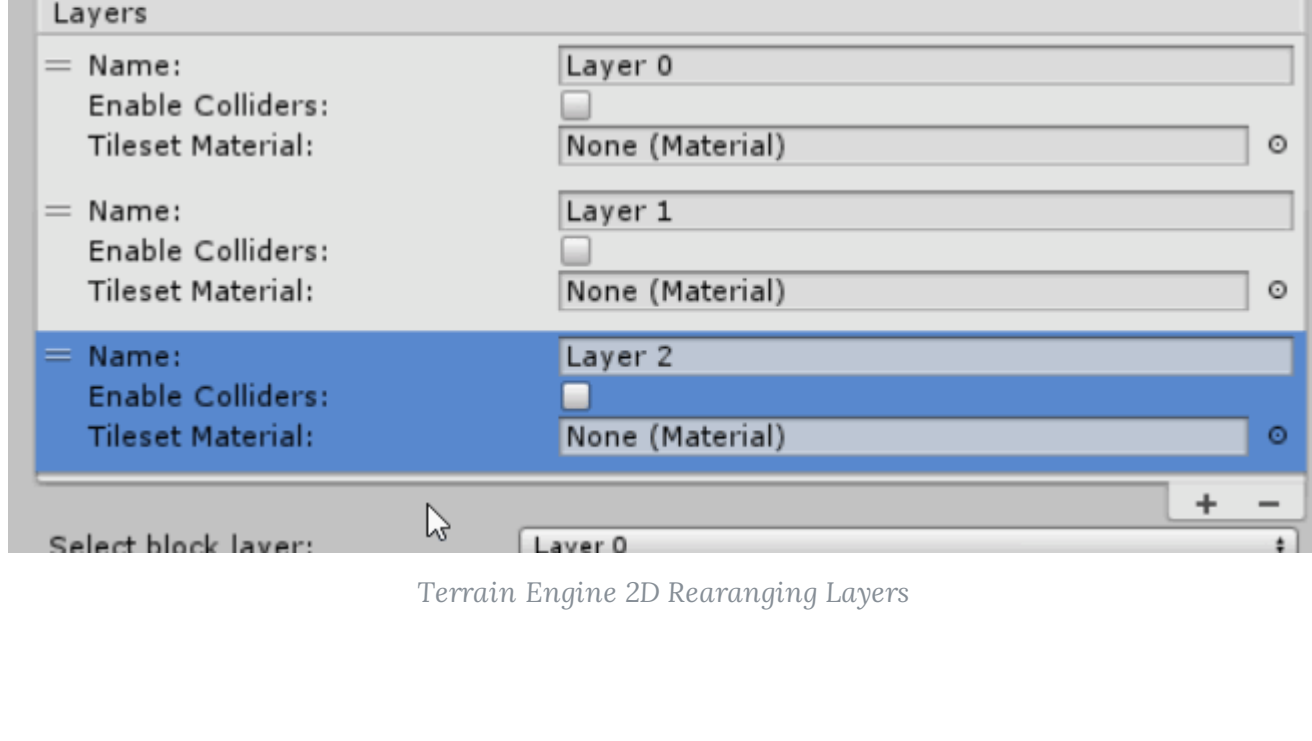 Layers
Name: Layer 0
Enable Colliders:
Tileset Material: None (Material)
Name: Layer 1
Enable Colliders:
Tileset Material: None (Material)
Name: Layer 2
Enable Colliders:
Tileset Material: None (Material)
+ −
Select block layer: Layer 0
Terrain Engine 2D Rearanging Layers